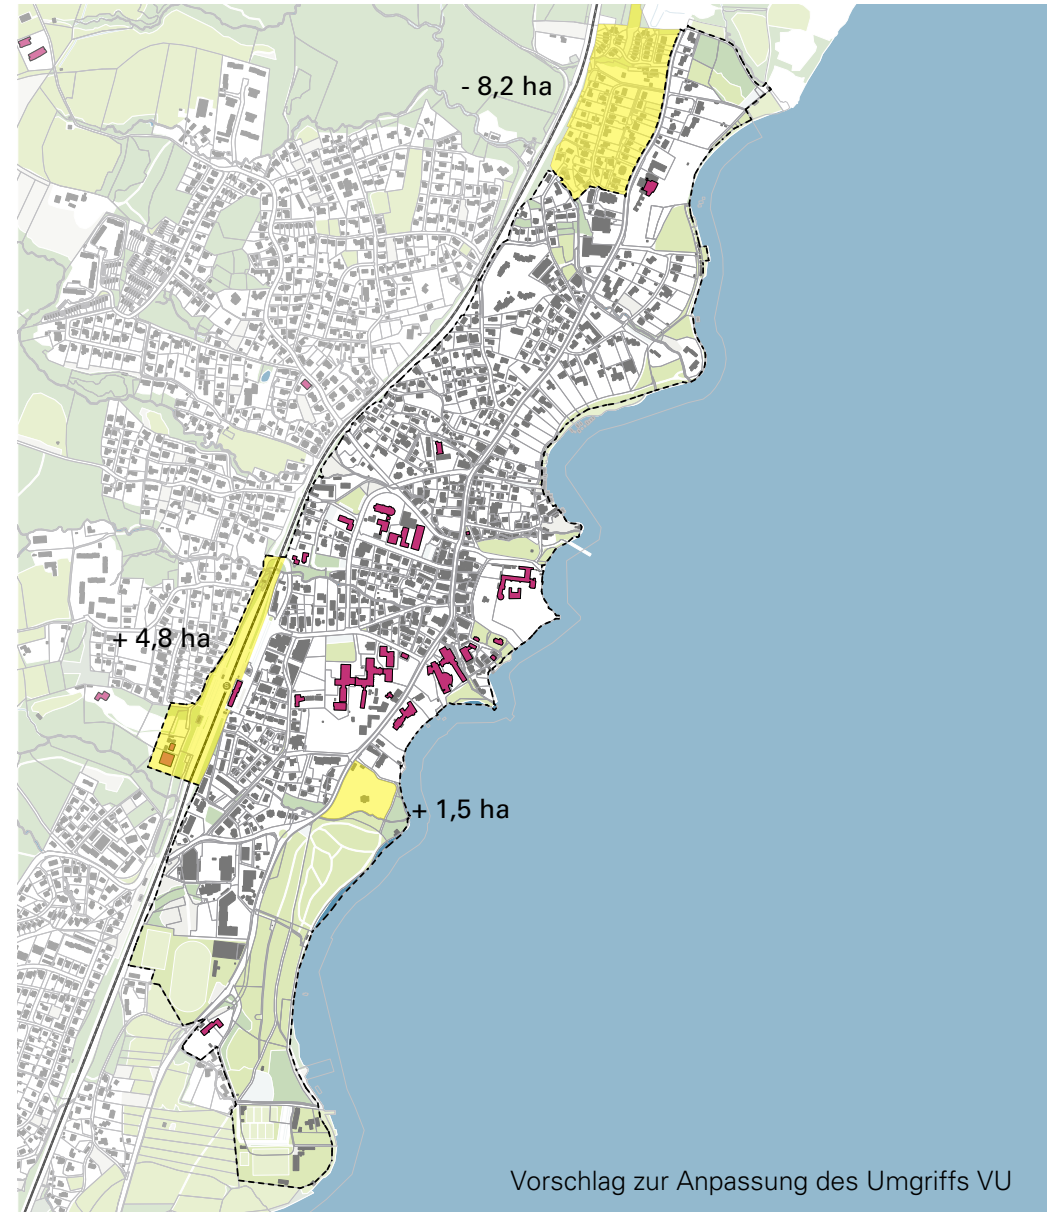 - 8,2 ha
+ 4,8 ha
+ 1,5 ha
Vorschlag zur Anpassung des Umgriffs VU